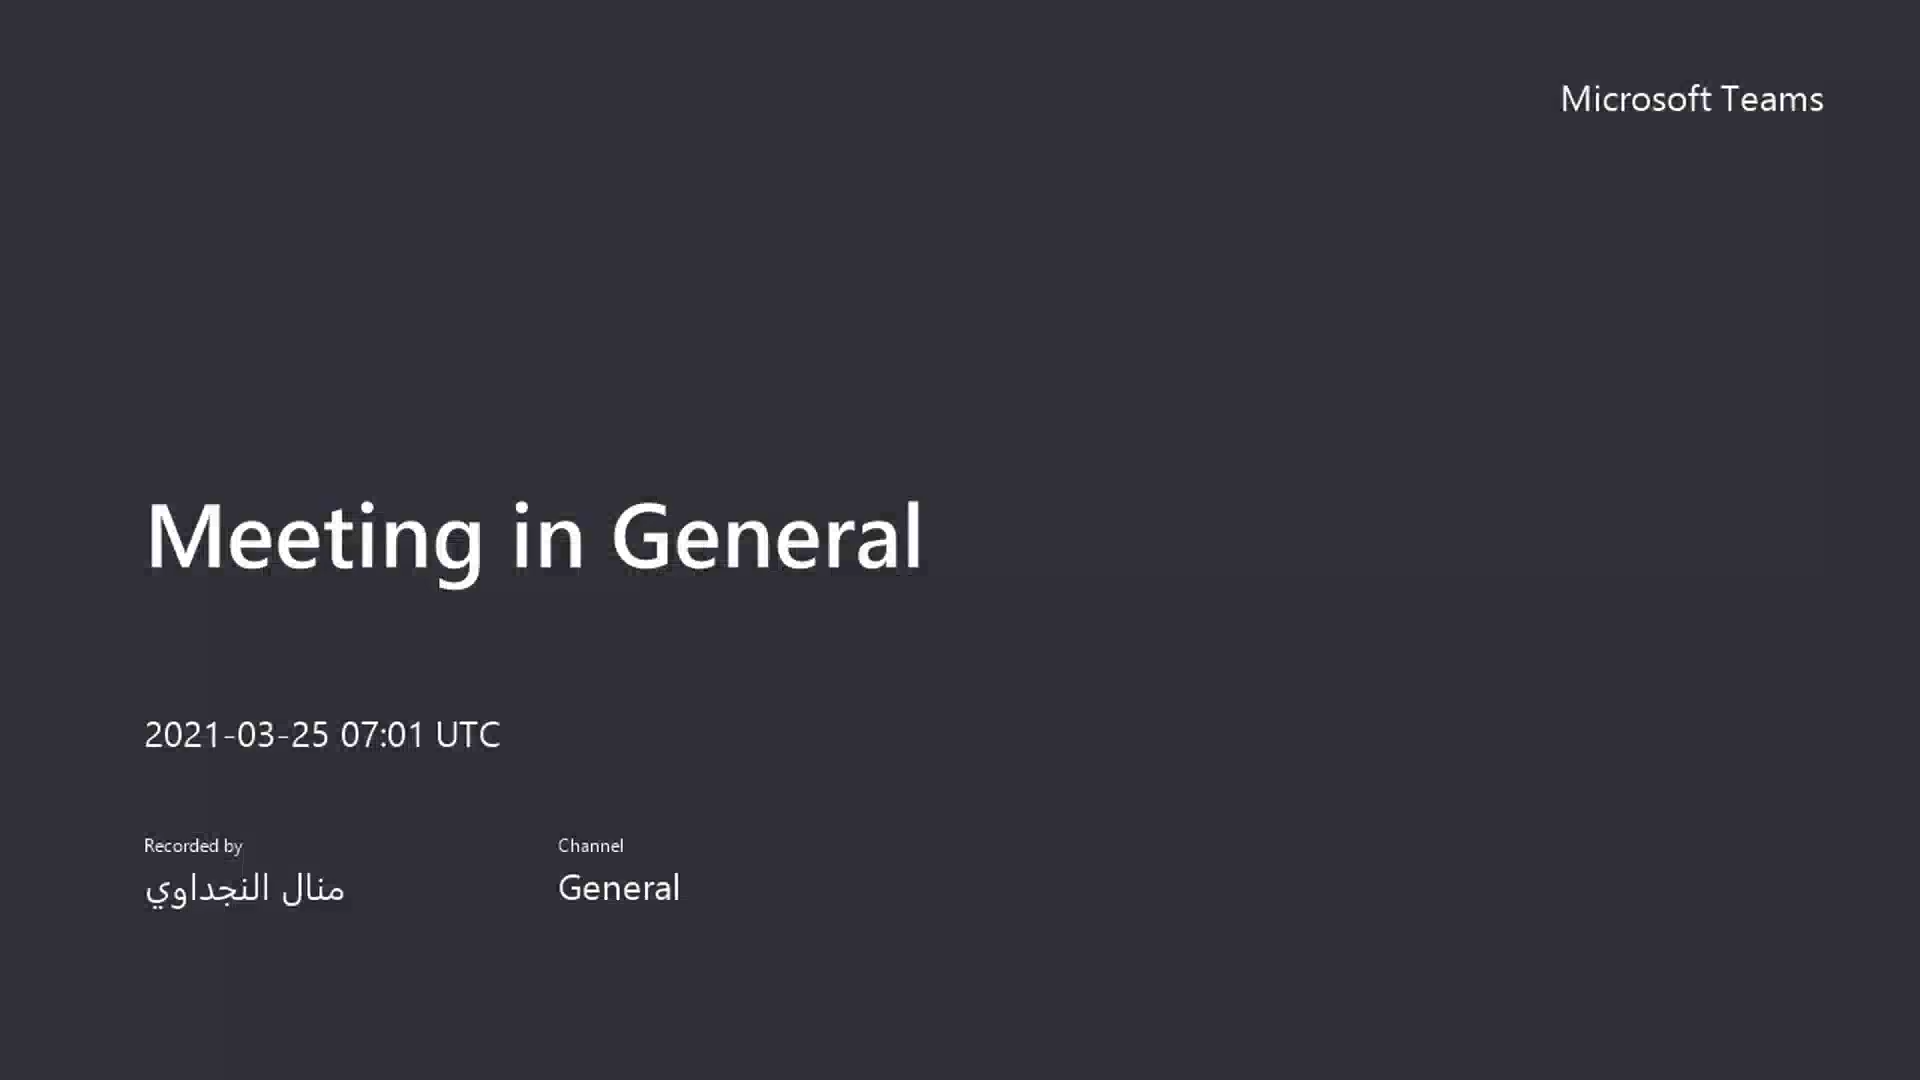 Microsoft Teams
Meeting in General
2021-03-25 07:01 UTC
Recorded by
منال النجداوي
Channel
General